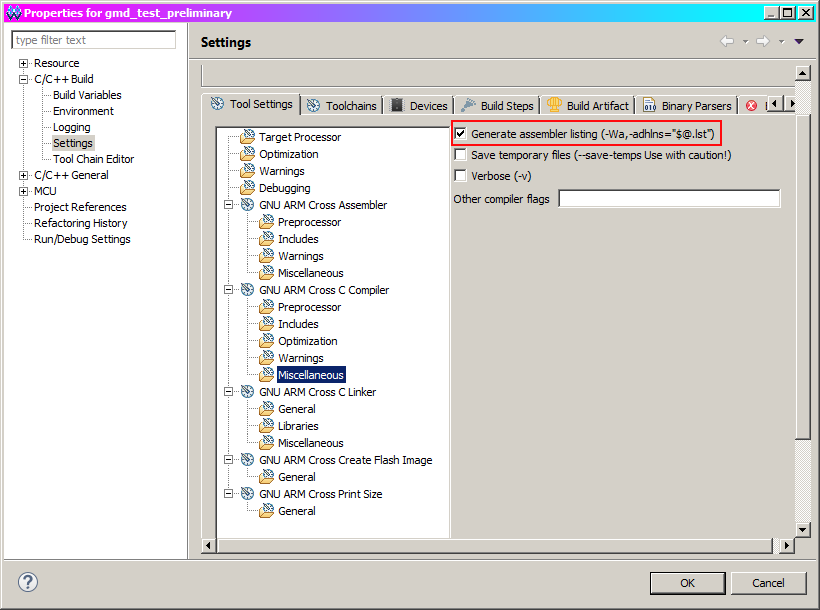 Properties for gmd_test_preliminary
type filter text
Resource
C/C++ Build
Build Variables
Environment
Logging
Settings
Tool Chain Editor
C/C++ General
MCU
Project References
Refactoring History
Run/Debug Settings
Settings
Tool Settings
Toolchains
Devices
Build Steps
Build Artifact
Binary Parsers
Target Processor
Optimization
Warnings
Debugging
GNU ARM Cross Assembler
Preprocessor
Includes
Warnings
Miscellaneous
GNU ARM Cross C Compiler
Preprocessor
Includes
Optimization
Warnings
Miscellaneous
GNU ARM Cross C Linker
General
Libraries
Miscellaneous
GNU ARM Cross Create Flash Image
General
GNU ARM Cross Print Size
General
Generate assembler listing (-Wa,-adhlns="$@.lst")
Save temporary files (--save-temps Use with caution!)
Verbose (-v)
Other compiler flags
OK
Cancel